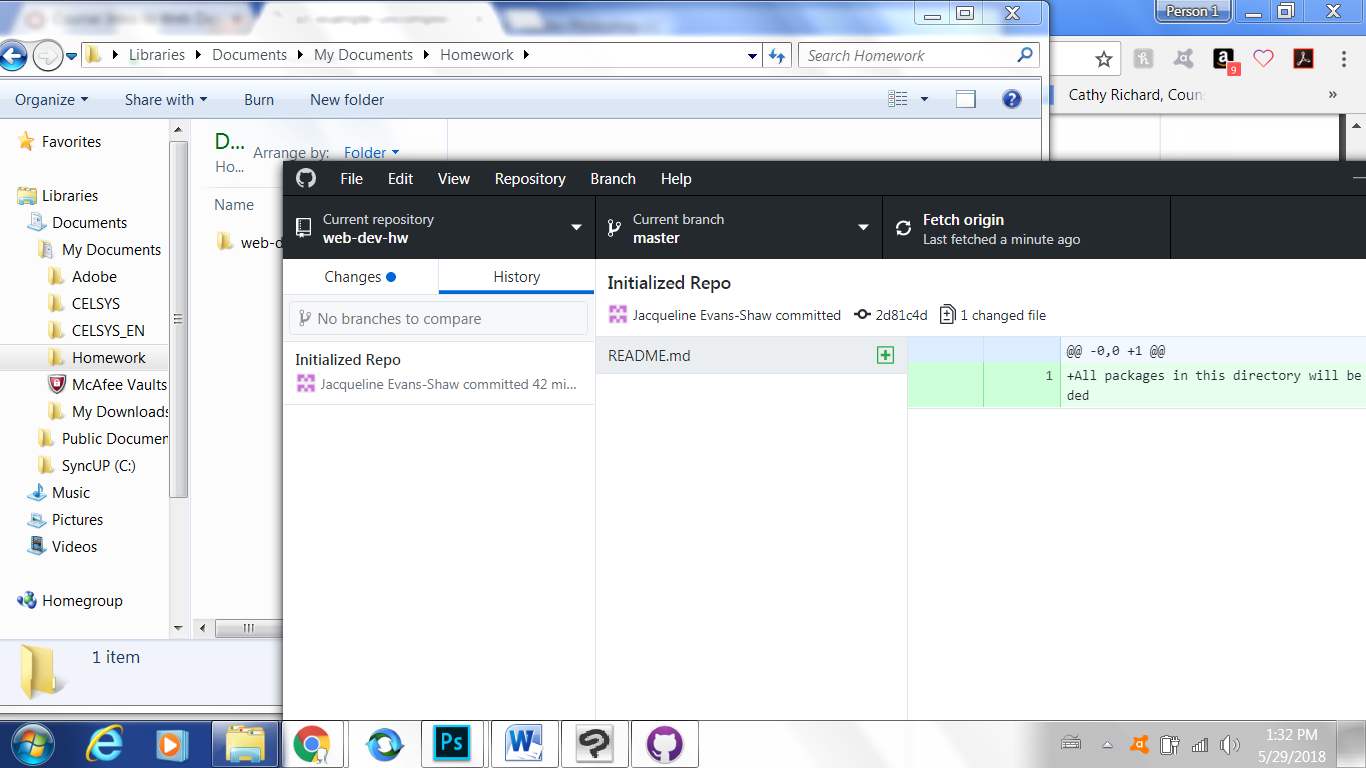 Person 1
Libraries
Documents
My Documents
Homework
Search Homework
Organize
Share with
Burn
New folder
Cathy Richard, Coun
»
Favorites
Libraries
Documents
My Documents
Adobe
CELSYS
CELSYS_EN
Homework
McAfee Vaults
My Downloads
Public Documen
SyncUP (C:)
Music
Pictures
Videos
Homegroup
D...
Ho...
Arrange by: Folder
Name
web-d
1 item
File Edit View Repository Branch Help
Current repository
web-dev-hw
Current branch
master
Fetch origin
Last fetched a minute ago
Changes
History
No branches to compare
Initialized Repo
Jacqueline Evans-Shaw committed 42 mi...
Initialized Repo
Jacqueline Evans-Shaw committed 2d81c4d 1 changed file
README.md
@@ -0,0 +1 @@
1 +All packages in this directory will be
ded
9
Ps
W
1:32 PM
5/29/2018